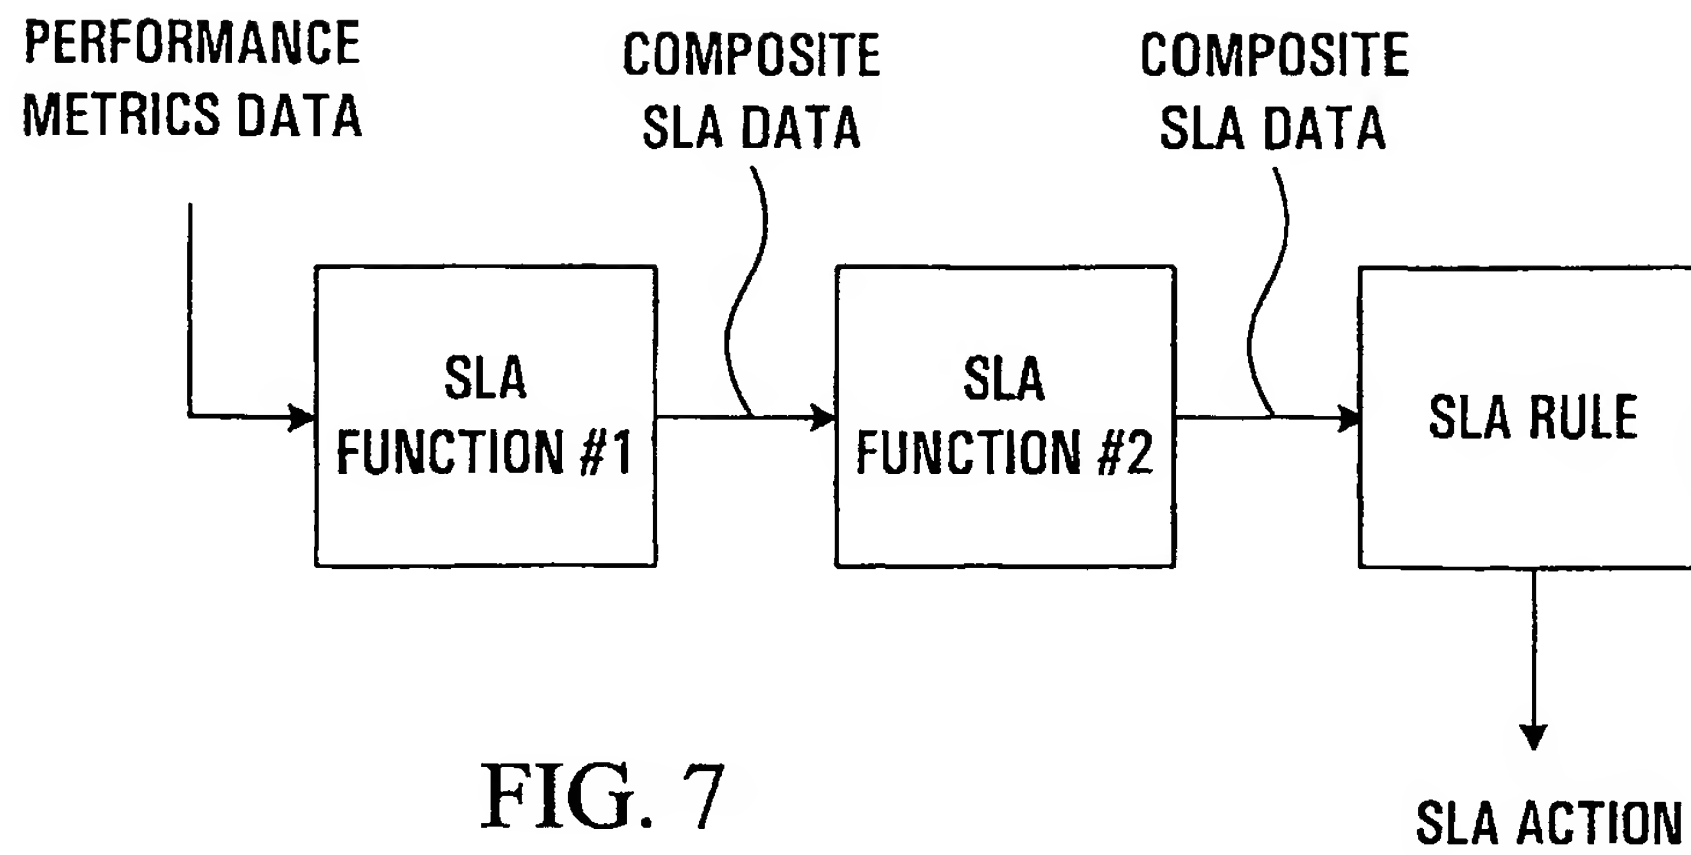 PERFORMANCE
METRICS DATA
COMPOSITE
SLA DATA
COMPOSITE
SLA DATA
SLA
FUNCTION #1
SLA
FUNCTION #2
SLA RULE
SLA ACTION
FIG. 7